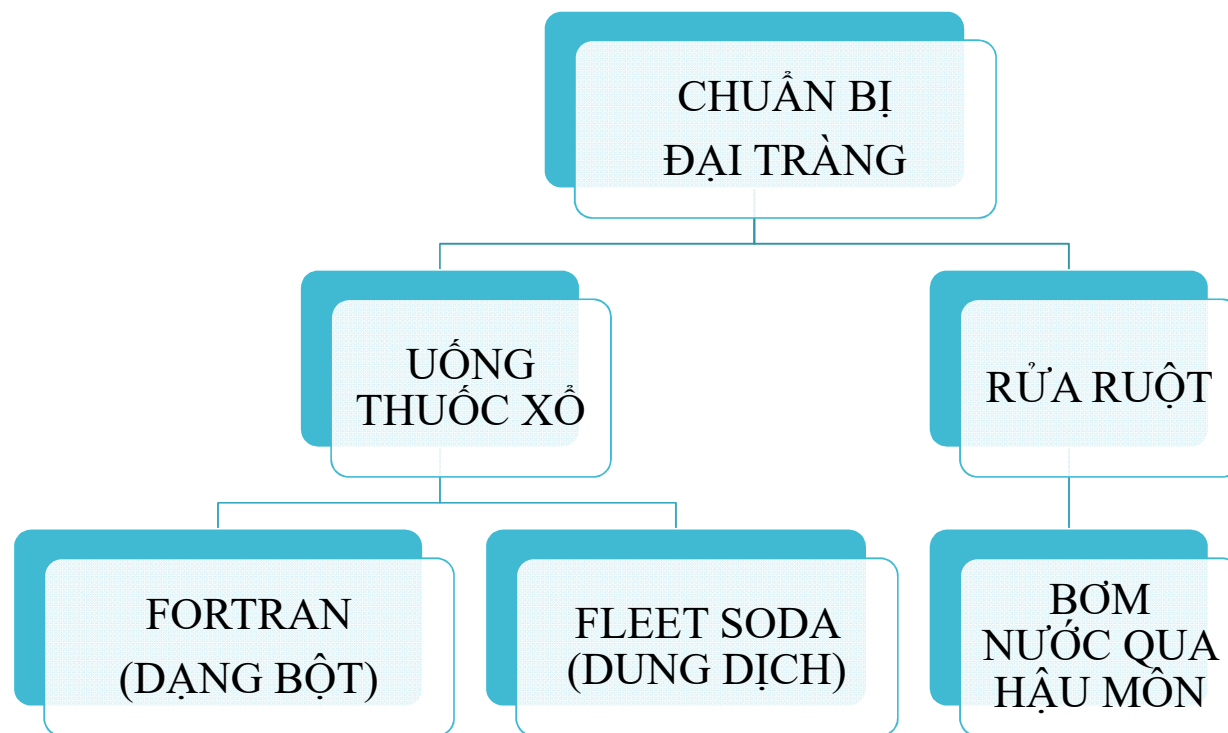 CHUẨN BỊ
ĐẠI TRÀNG
UỐNG
THUỐC XỔ
RỬA RUỘT
FORTRAN
(DẠNG BỘT)
FLEET SODA
(DUNG DỊCH)
BƠM
NƯỚC QUA
HẬU MÔN